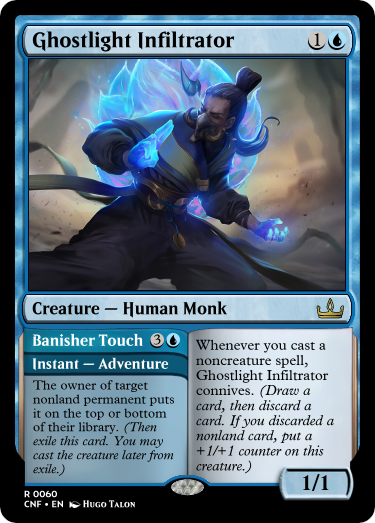 Ghostlight Infiltrator 1
Creature — Human Monk
Banisher Touch 3
Instant — Adventure
The owner of target
nonland permanent puts
it on the top or bottom
of their library. (Then
exile this card. You may
cast the creature later from
exile.)
Whenever you cast a
noncreature spell,
Ghostlight Infiltrator
connives. (Draw a
card, then discard a
card. If you discarded a
nonland card, put a
+1/+1 counter on this
creature.)
1/1
R 0060
CNF • EN Hugo Talon